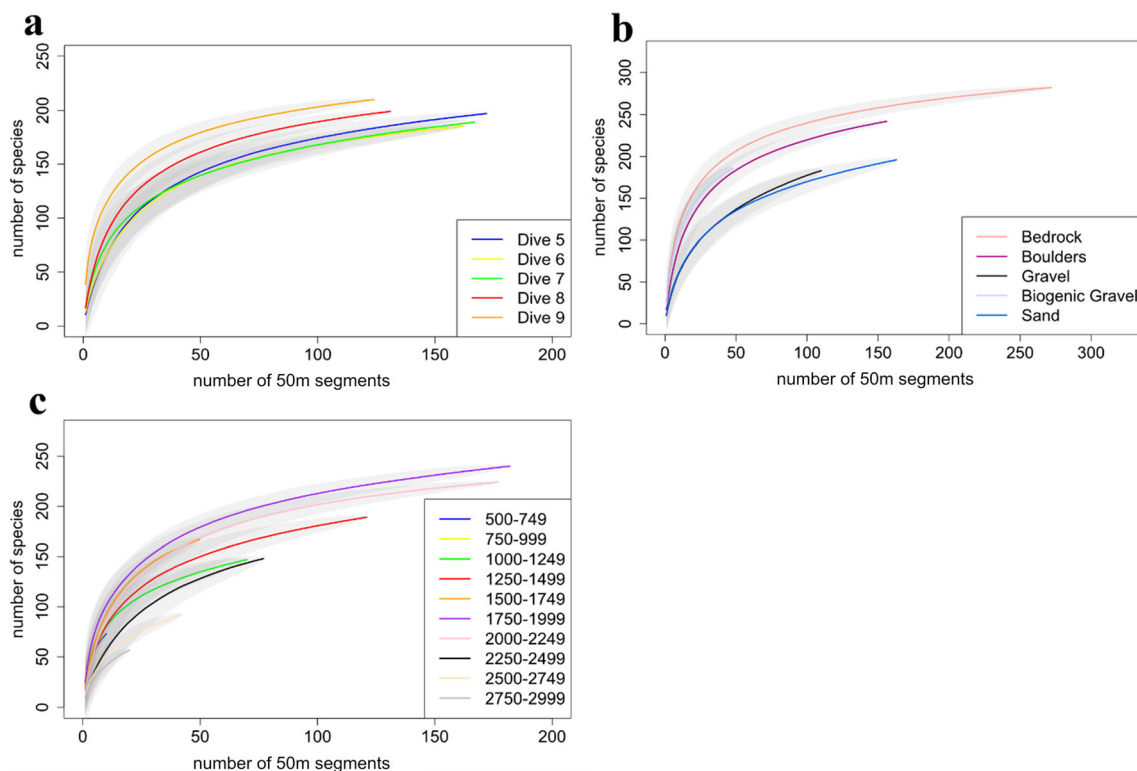 a
250
200
150
100
50
0
number of species
0 50 100 150 200
number of 50m segments
Dive 5
Dive 6
Dive 7
Dive 8
Dive 9
b
300
250
200
150
100
50
0
number of species
0 50 100 150 200 250 300
number of 50m segments
Bedrock
Boulders
Gravel
Biogenic Gravel
Sand
c
250
200
150
100
50
0
number of species
0 50 100 150 200
number of 50m segments
500-749
750-999
1000-1249
1250-1499
1500-1749
1750-1999
2000-2249
2250-2499
2500-2749
2750-2999